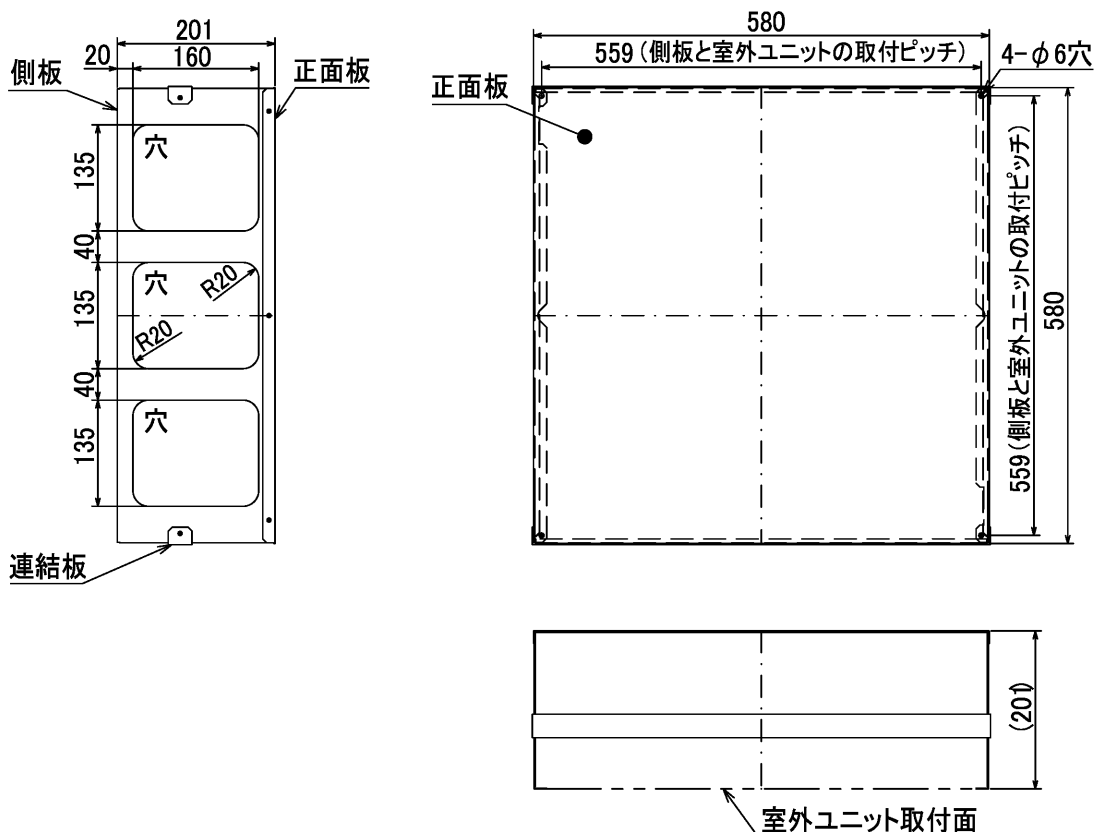 201
20
160
側板
正面板
穴
135
40
穴
R20
135
R20
40
穴
135
連結板
580
559(側板と室外ユニットの取付ピッチ)
4-φ6穴
正面板
559(側板と室外ユニットの取付ピッチ)
580
(201)
室外ユニット取付面